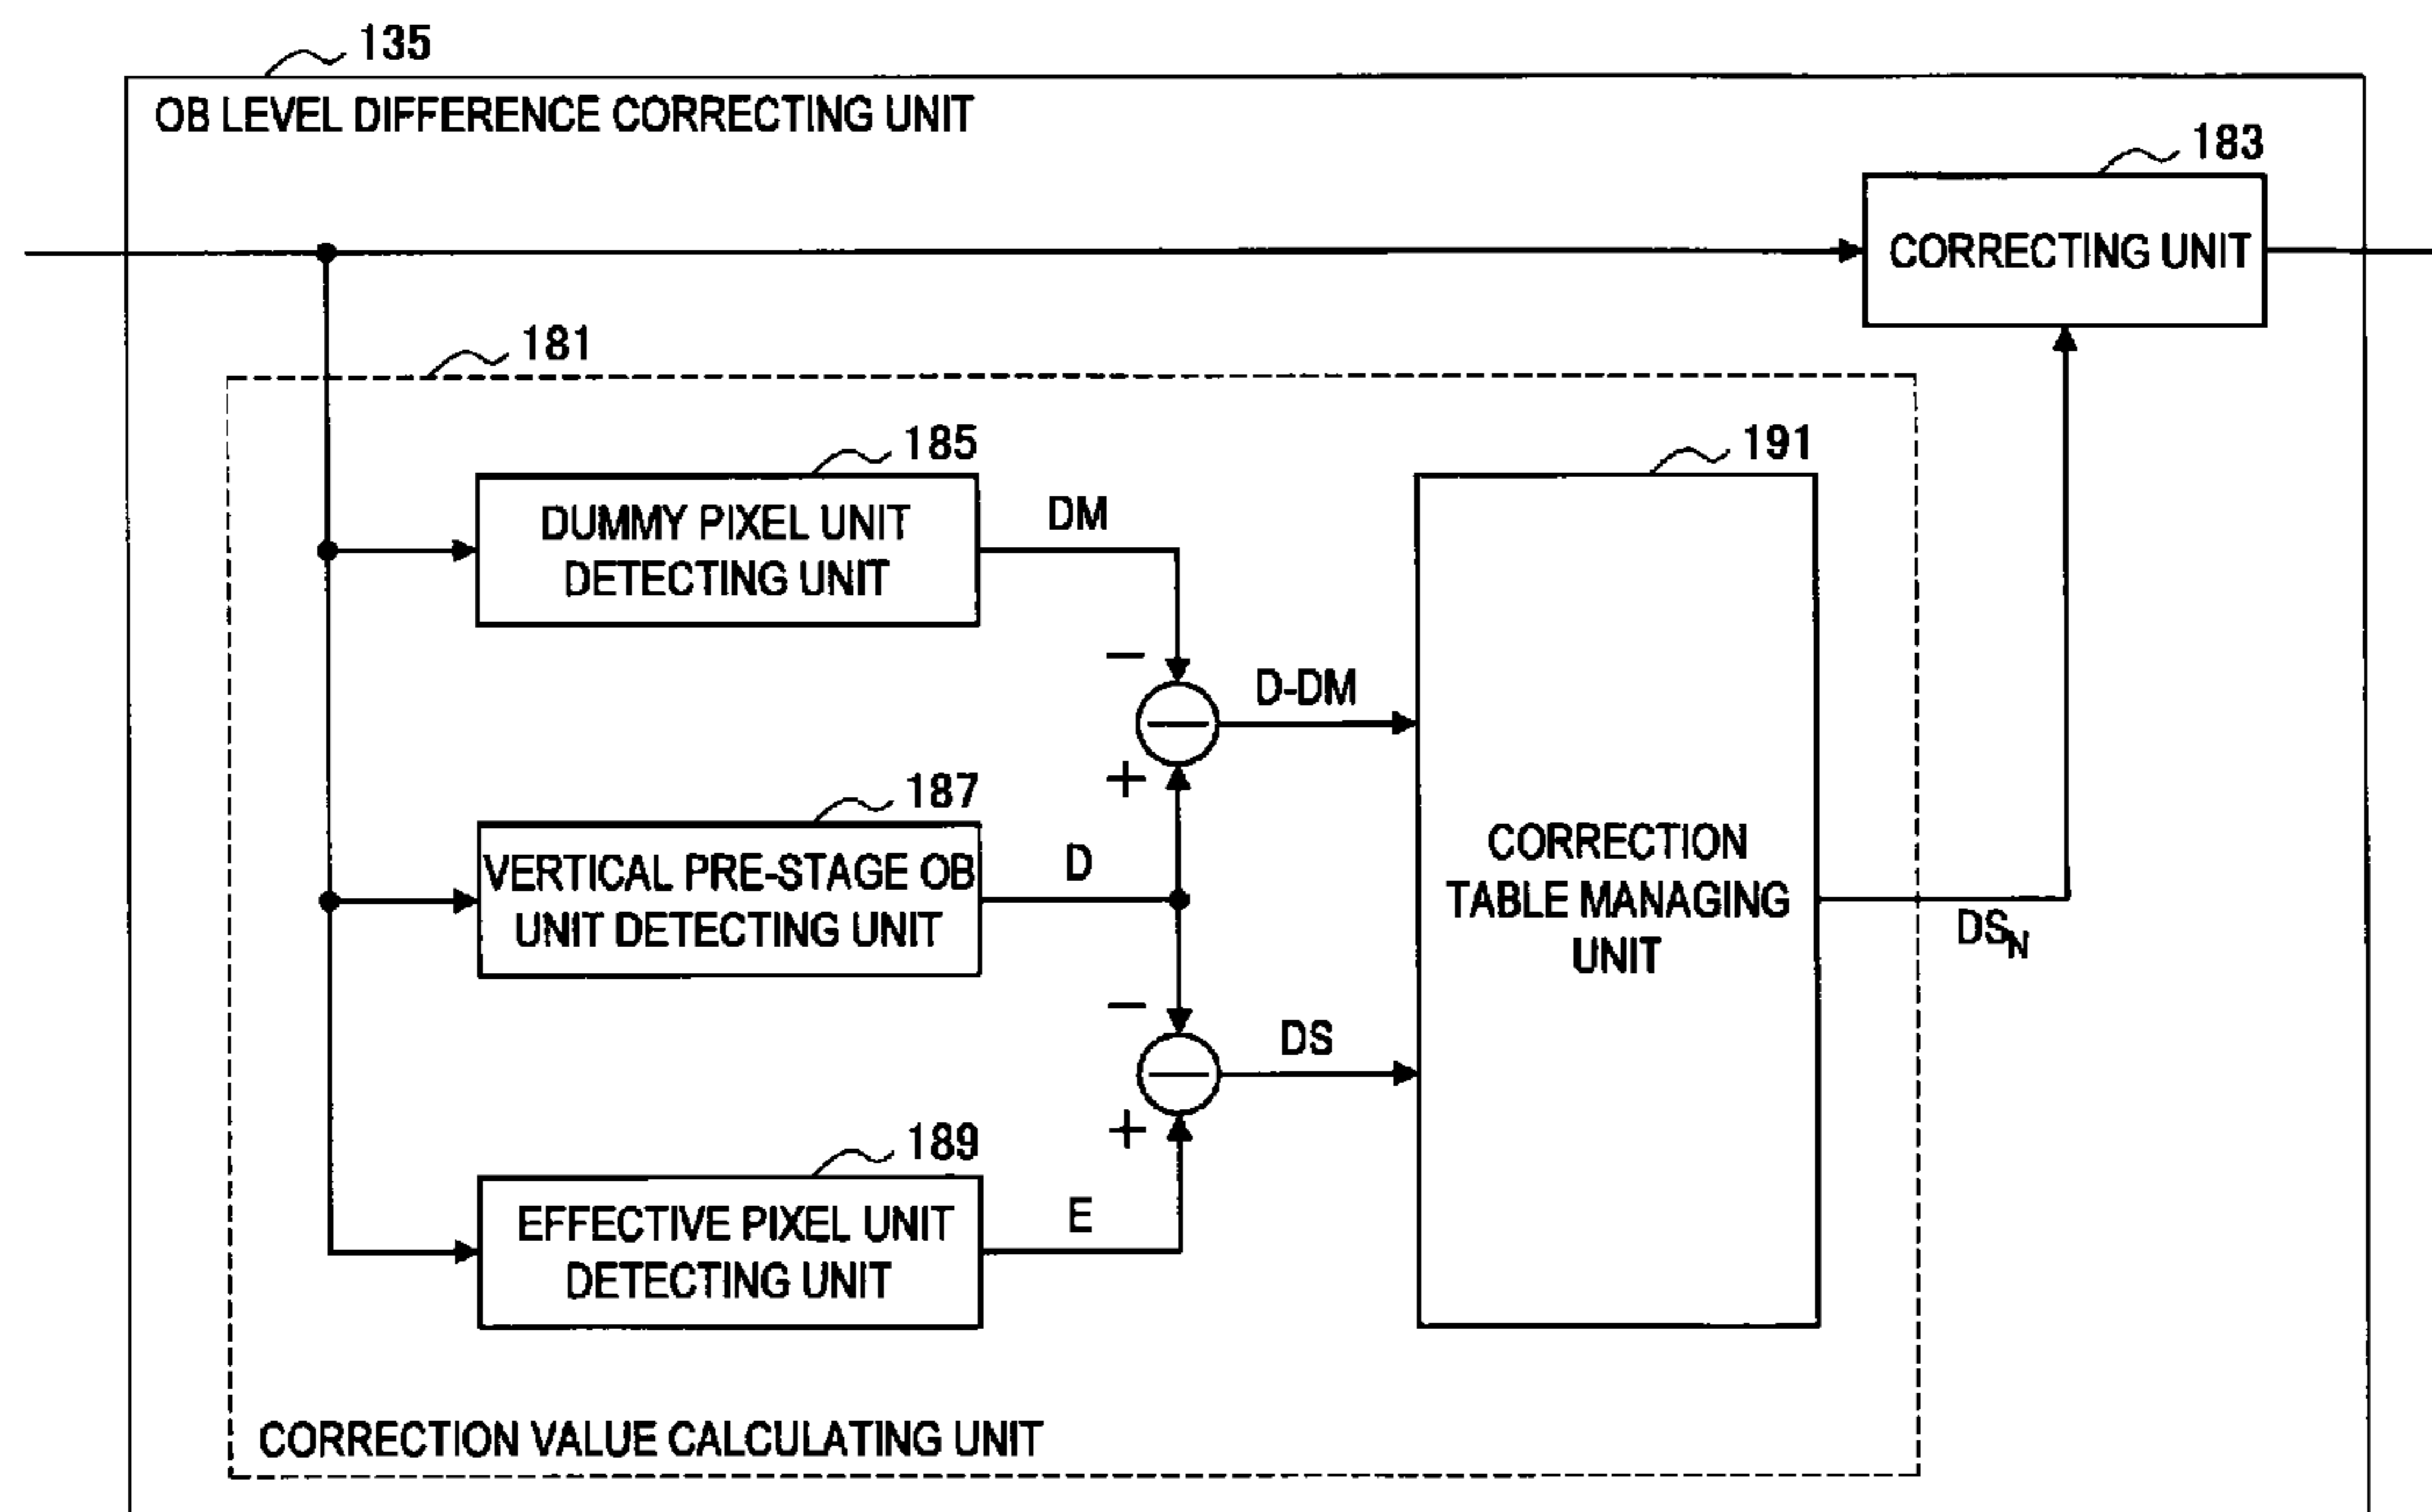 135
OB LEVEL DIFFERENCE CORRECTING UNIT
183
CORRECTING UNIT
181
185
DUMMY PIXEL UNIT
DETECTING UNIT
DM
191
−
D-DM
+
187
VERTICAL PRE-STAGE OB
UNIT DETECTING UNIT
D
CORRECTION
TABLE MANAGING
UNIT
DSN
−
DS
+
189
EFFECTIVE PIXEL UNIT
DETECTING UNIT
E
CORRECTION VALUE CALCULATING UNIT